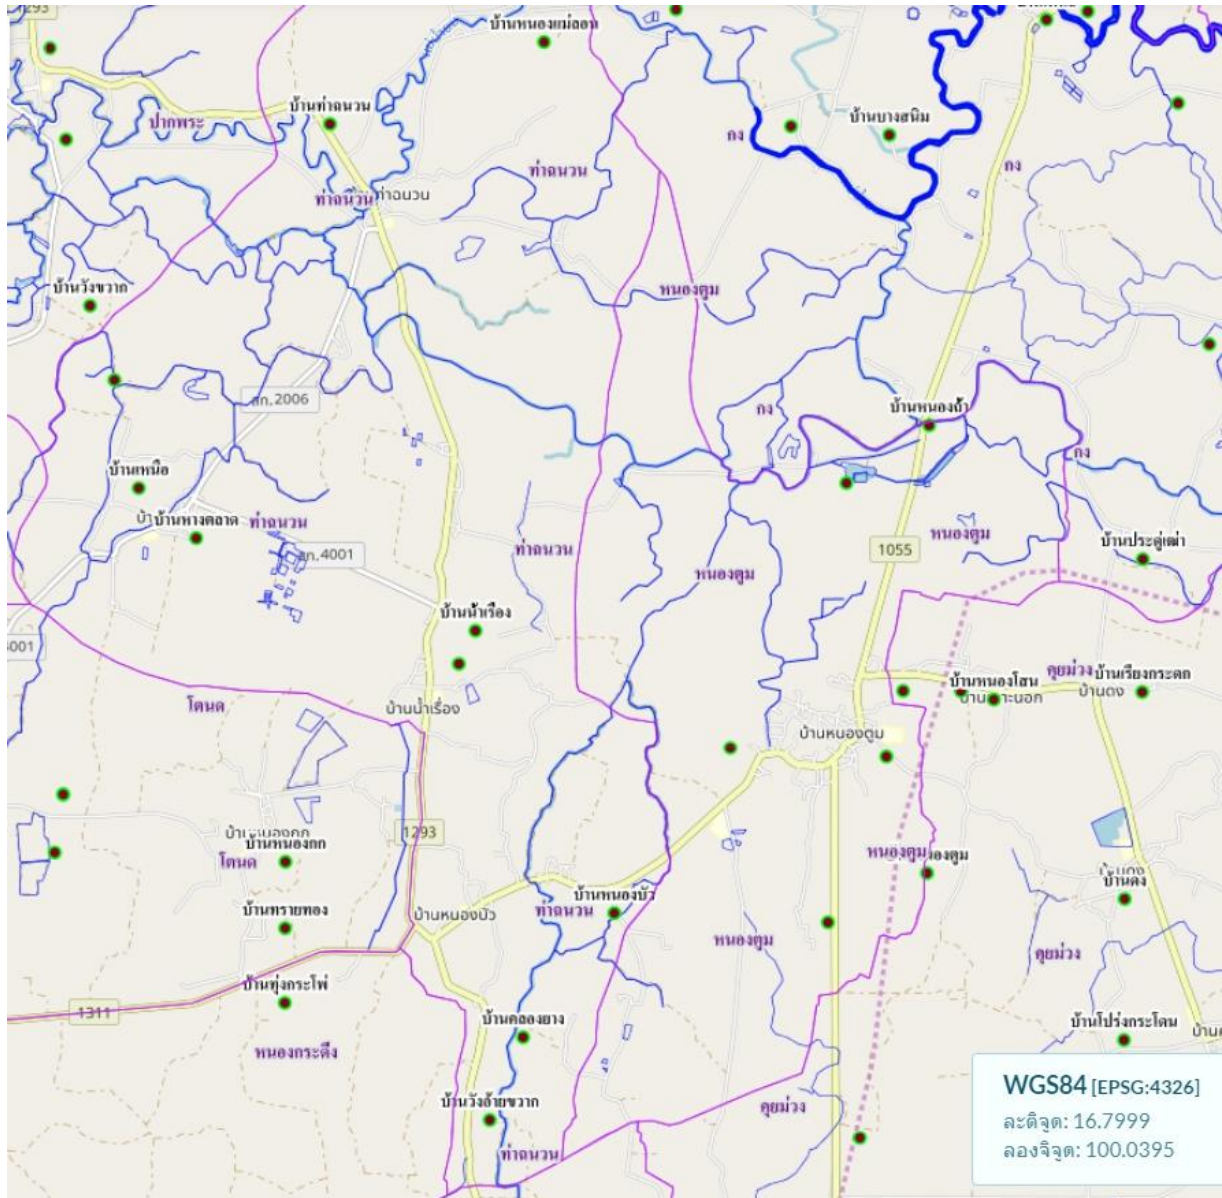 1293
บ้านหนองแม่ลอน
บ้านท่าฉนวน
ปากพระ
บ้านบางสนิม
กง
กง
ท่าฉนวน
ท่าฉนวน
ท่าฉนวน
บ้านวังขวาก
หนองตูม
สก. 2006
กง
บ้านหนองถ้ำ
กง
บ้านเหนือ
บ้านหางตลาด
ท่าฉนวน
สก. 4001
ท่าฉนวน
1055
หนองตูม
บ้านประดู่เฒ่า
หนองตูม
บ้านน้ำเรื่อง
4001
คุยม่วง
บ้านเรียงกระดก
บ้านหนองโสน
บ้านดง
โตนด
บ้านน้ำเรื่อง
บ้านหนองตูม
1293
บ้านหนองกก
โตนด
หนองตูม
บ้านดง
บ้านหนองบัว
ท่าฉนวน
บ้านทรายทอง
บ้านหนองบัว
หนองตูม
คุยม่วง
บ้านทุ่งกระโพ่
1311
บ้านคลองยาง
บ้านโปร่งกระโดน
หนองกระดิ่ง
บ้านวังอ้ายขวาก
คุยม่วง
ท่าฉนวน
WGS84 [EPSG:4326]
ละติจูด: 16.7999
ลองจิจูด: 100.0395